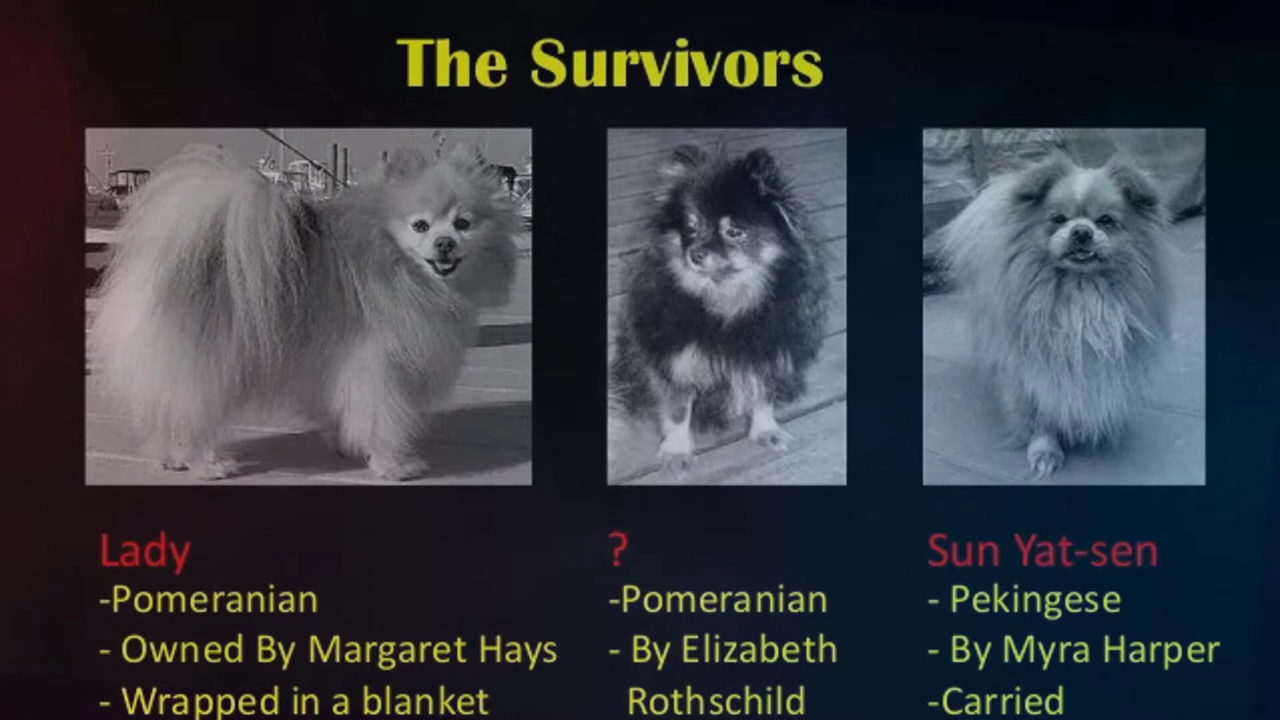 The Survivors
Lady
-Pomeranian
- Owned By Margaret Hays
- Wrapped in a blanket
?
-Pomeranian
- By Elizabeth
Rothschild
Sun Yat-sen
- Pekingese
- By Myra Harper
-Carried